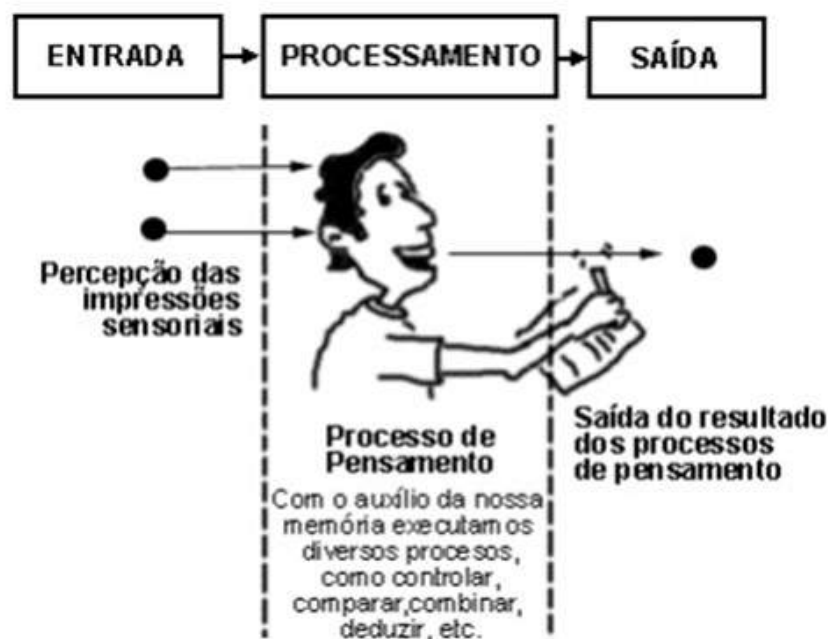 ENTRADA
PROCESSAMENTO
SAÍDA
Percepção das
impressões
sensoriais
Processo de
Pensamento
Com o auxílio da nossa
memória executamos
diversos procesos,
como controlar,
comparar,combinar,
deduzir, etc.
Saída do resultado
dos processos
de pensamento